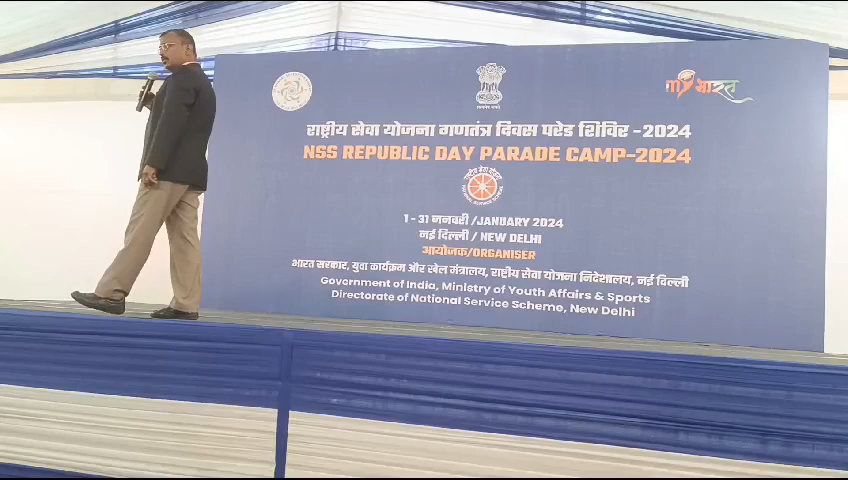 my भारत
राष्ट्रीय सेवा योजना गणतंत्र दिवस परेड शिविर -2024
NSS REPUBLIC DAY PARADE CAMP-2024
1 - 31 जनवरी /JANUARY 2024
नई दिल्ली / NEW DELHI
आयोजक/ORGANISER
भारत सरकार, युवा कार्यक्रम और खेल मंत्रालय, राष्ट्रीय सेवा योजना निदेशालय, नई दिल्ली
Government of India, Ministry of Youth Affairs & Sports
Directorate of National Service Scheme, New Delhi